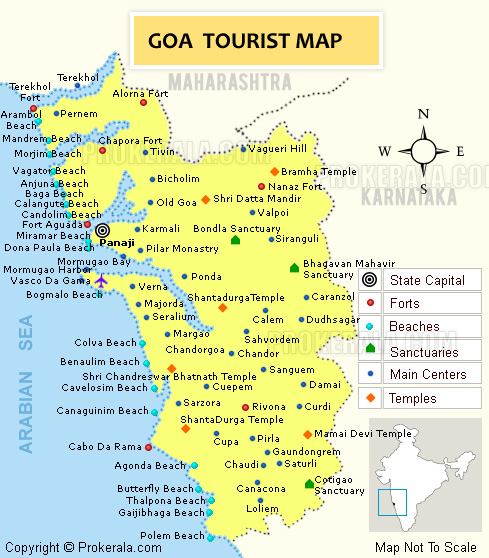 GOA TOURIST MAP
MAHARASHTRA
Terekhol
Terekhol
Fort
Alorna Fort
Arambol
Beach
Pernem
Mandrem Beach
Chapora Fort
Morjim Beach
Tivin
Vagueri Hill
N
W
E
S
PROKERALA.COM
PROKERALA.COM
KARNATAKA
Vagator Beach
Bicholim
Bramha Temple
Anjuna Beach
Nanaz Fort
Baga Beach
Calangute Beach
Old Goa
Shri Datta Mandir
Candolim Beach
Valpoi
Fort Aguada
Karmali
Bondla Sanctuary
Miramar Beach
Panaji
Siranguli
Dona Paula Beach
Pilar Monastry
Mormugao Bay
Bhagavan Mahavir
Sanctuary
Mormugao Harbor
Vasco Da Gama
Ponda
Verna
Bogmalo Beach
Shantadurga Temple
Caranzol
Majorda
Seralium
Calem
Dudhsagar
Margao
Sahvordem
PROKERALA.COM
Colva Beach
Chandorgoa
Chandor
Benaulim Beach
Sanguem
Shri Chandreswar Bhatnath Temple
Cavelosim Beach
Cuepem
Damai
Sarzora
Rivona
Curdi
Canaguinim Beach
ShantaDurga Temple
Mamai Devi Temple
Cupa
Pirla
Cabo Da Rama
Gaundongrem
Agonda Beach
Chaudi
Saturli
Butterfly Beach
Canacona
Cotigao
Sanctuary
Thalpona Beach
Loliem
Gaijibhaga Beach
Polem Beach
ARABIAN SEA
State Capital
Forts
Beaches
Sanctuaries
Main Centers
Temples
Copyright © Prokerala.com
Map Not To Scale